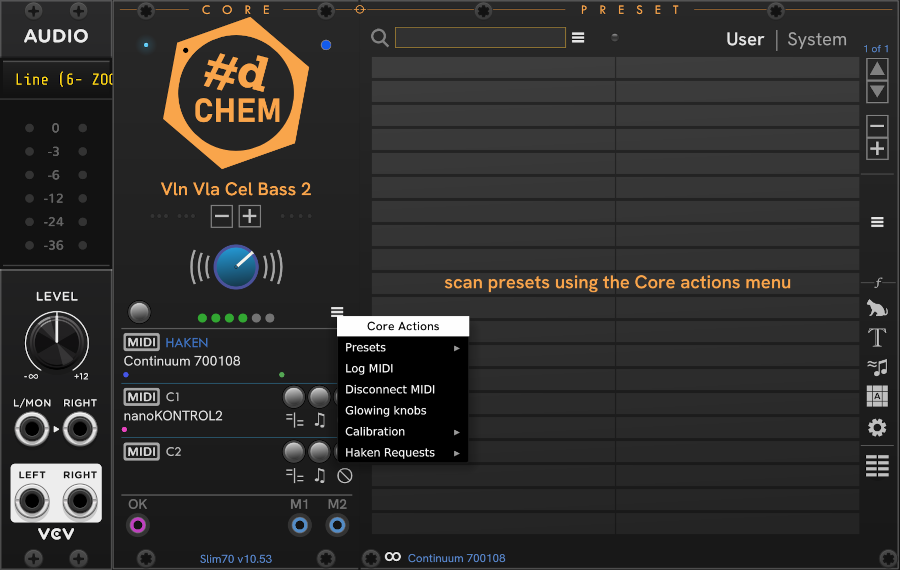 CORE
PRESET
AUDIO
Line (6- ZOO
0
-3
-6
-12
-24
-36
LEVEL
-∞ +12
L/MON RIGHT
LEFT RIGHT
VCV
#d
CHEM
Vln Vla Cel Bass 2
MIDI HAKEN
Continuum 700108
MIDI C1
nanoKONTROL2
MIDI C2
OK M1 M2
Slim70 v10.53
Core Actions
Presets
Log MIDI
Disconnect MIDI
Glowing knobs
Calibration
Haken Requests
User | System
1 of 1
scan presets using the Core actions menu
f
T
A
Continuum 700108